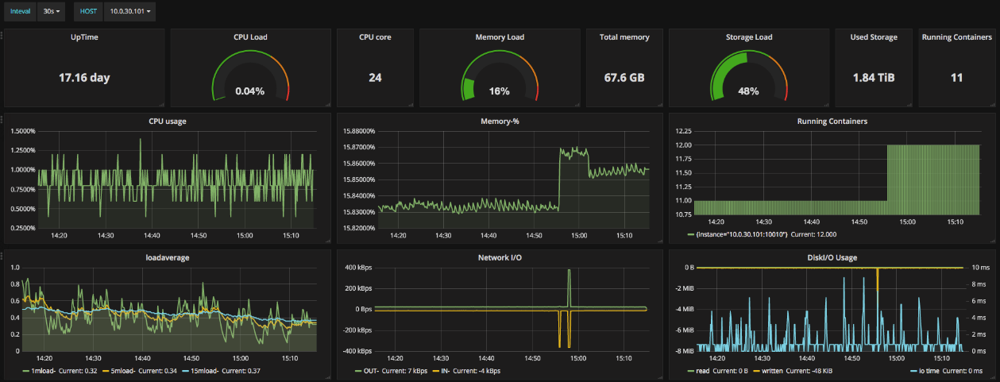 Inteval 30s HOST 10.0.30.101
UpTime CPU Load CPU core Memory Load Total memory Storage Load Used Storage Running Containers
17.16 day 0.04% 24 16% 67.6 GB 48% 1.84 TiB 11
CPU usage
1.5000%
1.2500%
1.0000%
0.7500%
0.5000%
0.2500%
14:20 14:30 14:40 14:50 15:00 15:10
Memory-%
15.8800%
15.8700%
15.8600%
15.8500%
15.8400%
15.8300%
15.8200%
14:20 14:30 14:40 14:50 15:00 15:10
Running Containers
12.25
12.00
11.75
11.50
11.25
11.00
10.75
14:20 14:30 14:40 14:50 15:00 15:10
{instance="10.0.30.101:10010"} Current: 12.000
loadaverage
1.0
0.8
0.6
0.4
0.2
0
14:20 14:30 14:40 14:50 15:00 15:10
1mload- Current: 0.32 5mload- Current: 0.34 15mload- Current: 0.37
Network I/O
400 kBps
200 kBps
0 Bps
-200 kBps
-400 kBps
14:20 14:30 14:40 14:50 15:00 15:10
OUT- Current: 7 kBps IN- Current: -4 kBps
DiskI/O Usage
0 B 10 ms
-2 MiB 8 ms
-4 MiB 6 ms
4 ms
-6 MiB 2 ms
-8 MiB 0 ms
14:20 14:30 14:40 14:50 15:00 15:10
read Current: 0 B written Current: -48 KiB io time Current: 0 ms